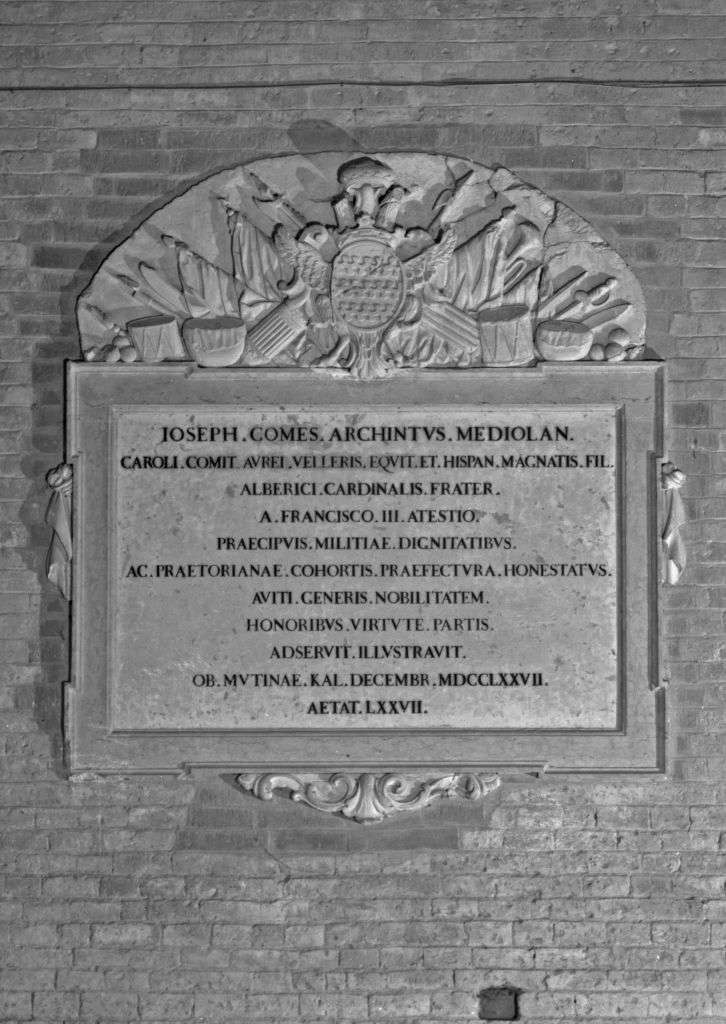 IOSEPH. COMES. ARCHINTVS. MEDIOLAN.
CAROLI. COMIT. AVREI. VELLERIS. EQVIT. ET. HISPAN. MAGNATIS. FIL.
ALBERICI. CARDINALIS. FRATER.
A. FRANCISCO. III. ATESTIO.
PRAECIPVIS. MILITIAE. DIGNITATIBVS.
AC. PRAETORIANAE. COHORTIS. PRAEFECTVRA. HONESTATVS.
AVITI. GENERIS. NOBILITATEM.
HONORIBVS. VIRTVTE. PARTIS.
ADSERVIT. ILLVSTRAVIT.
OB. MVTINAE. KAL. DECEMBR. MDCCLXXVII.
AETAT. LXXVII.